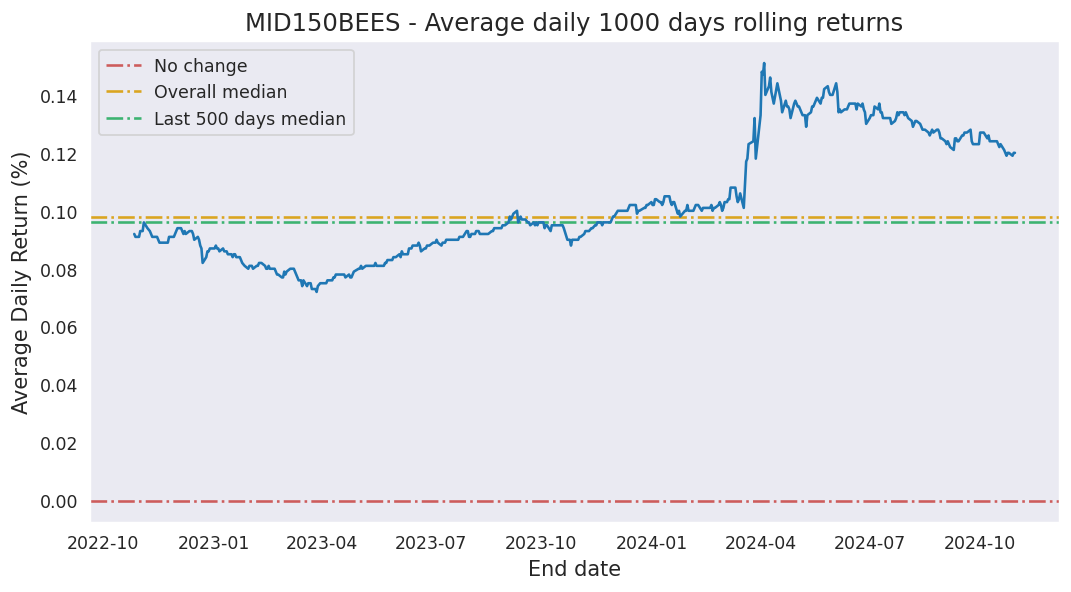 MID150BEES - Average daily 1000 days rolling returns
No change
Overall median
Last 500 days median
Average Daily Return (%)
0.14
0.12
0.10
0.08
0.06
0.04
0.02
0.00
2022-10 2023-01 2023-04 2023-07 2023-10 2024-01 2024-04 2024-07 2024-10
End date